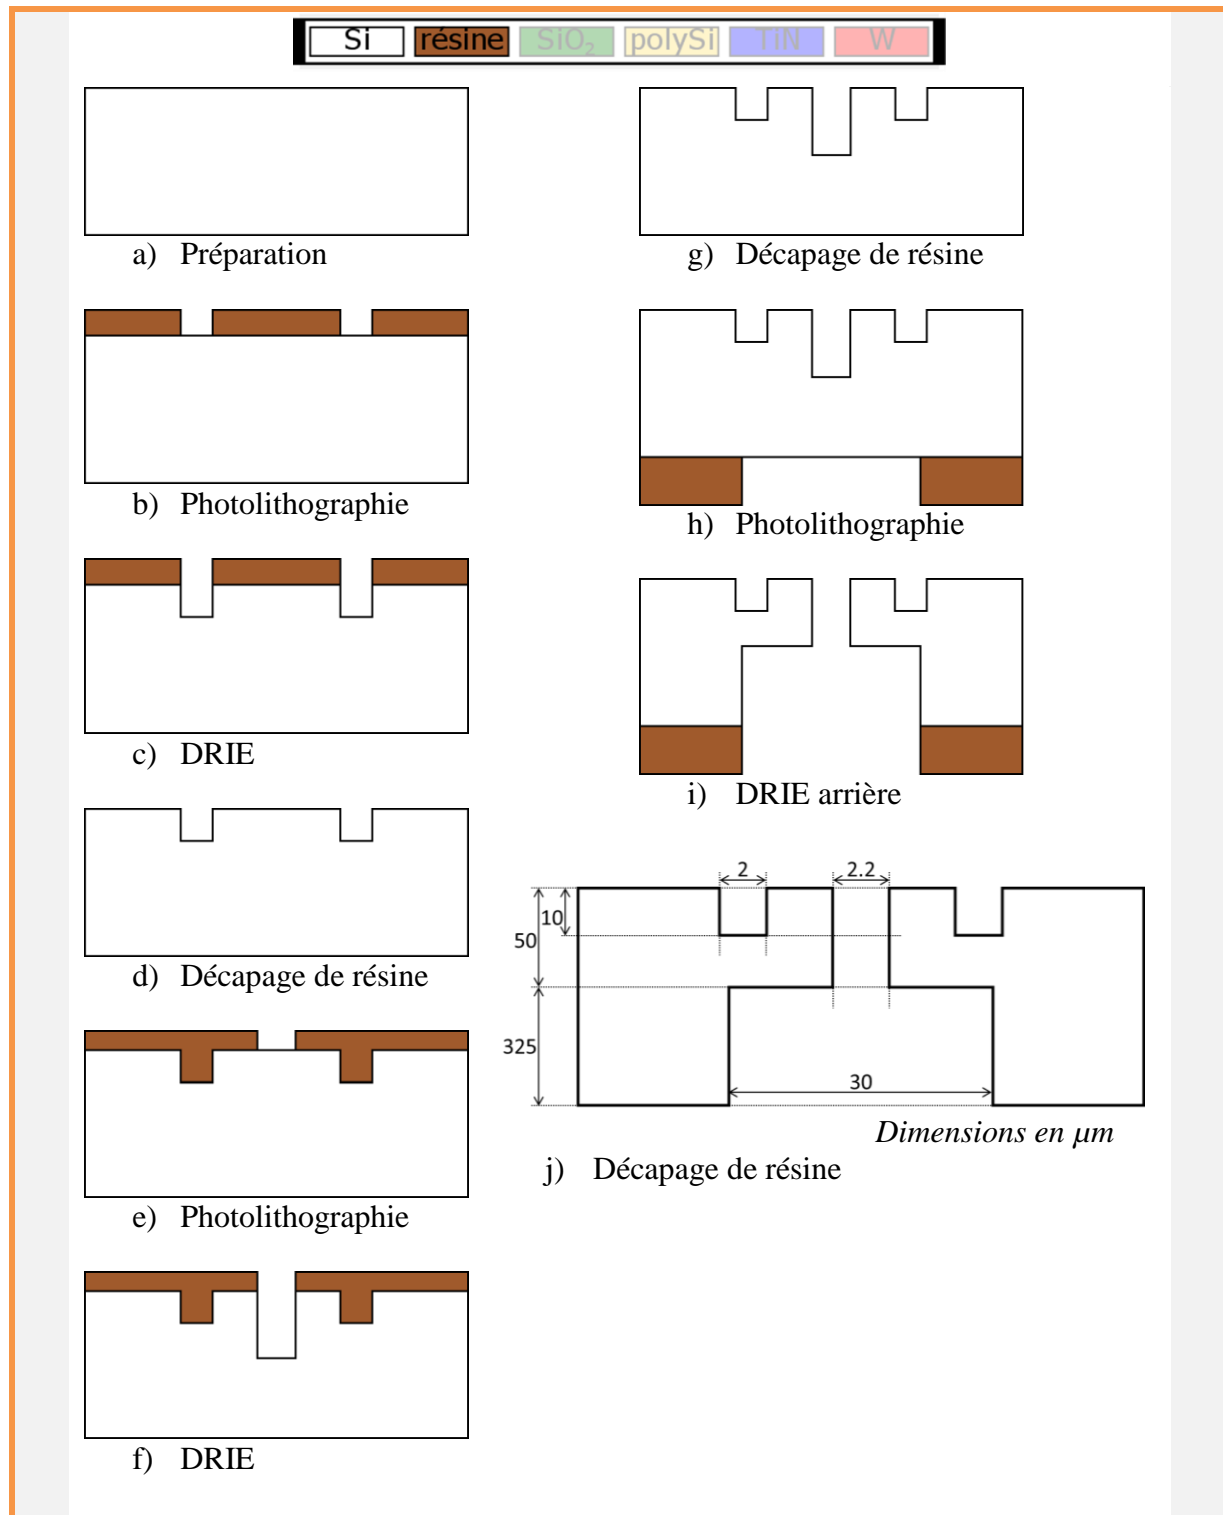 Si résine SiO₂ polySi TiN W
a) Préparation
b) Photolithographie
c) DRIE
d) Décapage de résine
e) Photolithographie
f) DRIE
g) Décapage de résine
h) Photolithographie
i) DRIE arrière
2 2.2
10
50
325
30
Dimensions en µm
j) Décapage de résine